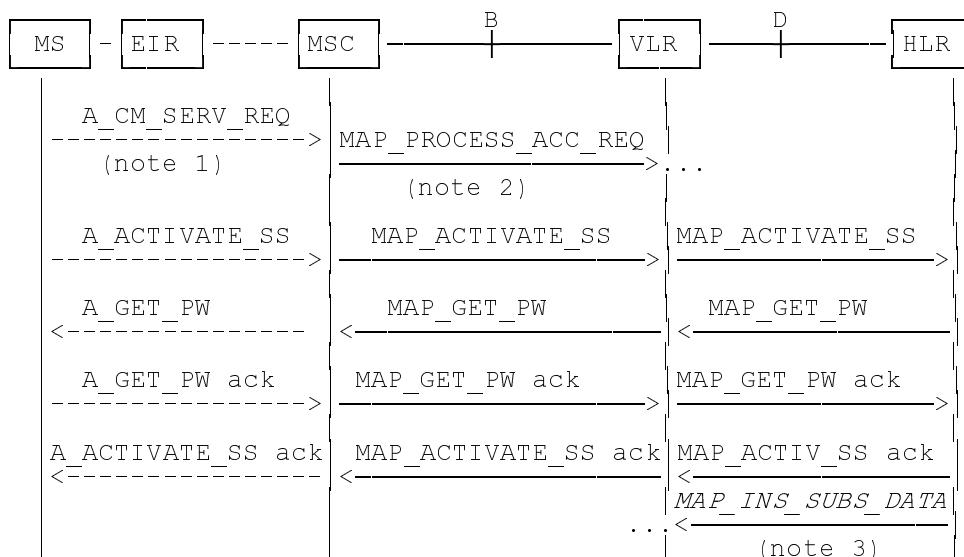 B D
MS EIR MSC VLR HLR
A_CM_SERV_REQ
MAP_PROCESS_ACC_REQ
(note 1)
...
(note 2)
A_ACTIVATE_SS MAP_ACTIVATE_SS MAP_ACTIVATE_SS
A_GET_PW MAP_GET_PW MAP_GET_PW
A_GET_PW ack MAP_GET_PW ack MAP_GET_PW ack
A_ACTIVATE_SS ack MAP_ACTIVATE_SS ack MAP_ACTIV_SS ack
MAP_INS_SUBS_DATA
...
(note 3)